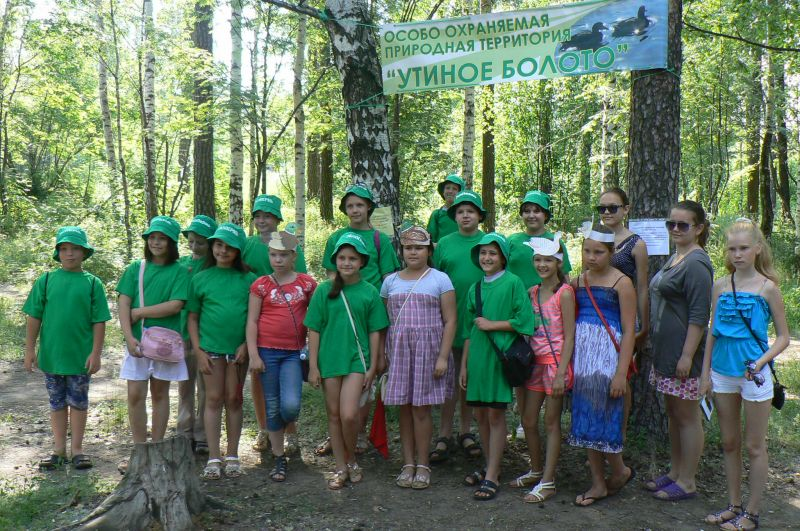 ОСОБО ОХРАНЯЕМАЯ
ПРИРОДНАЯ ТЕРРИТОРИЯ
"УТИНОЕ БОЛОТО"